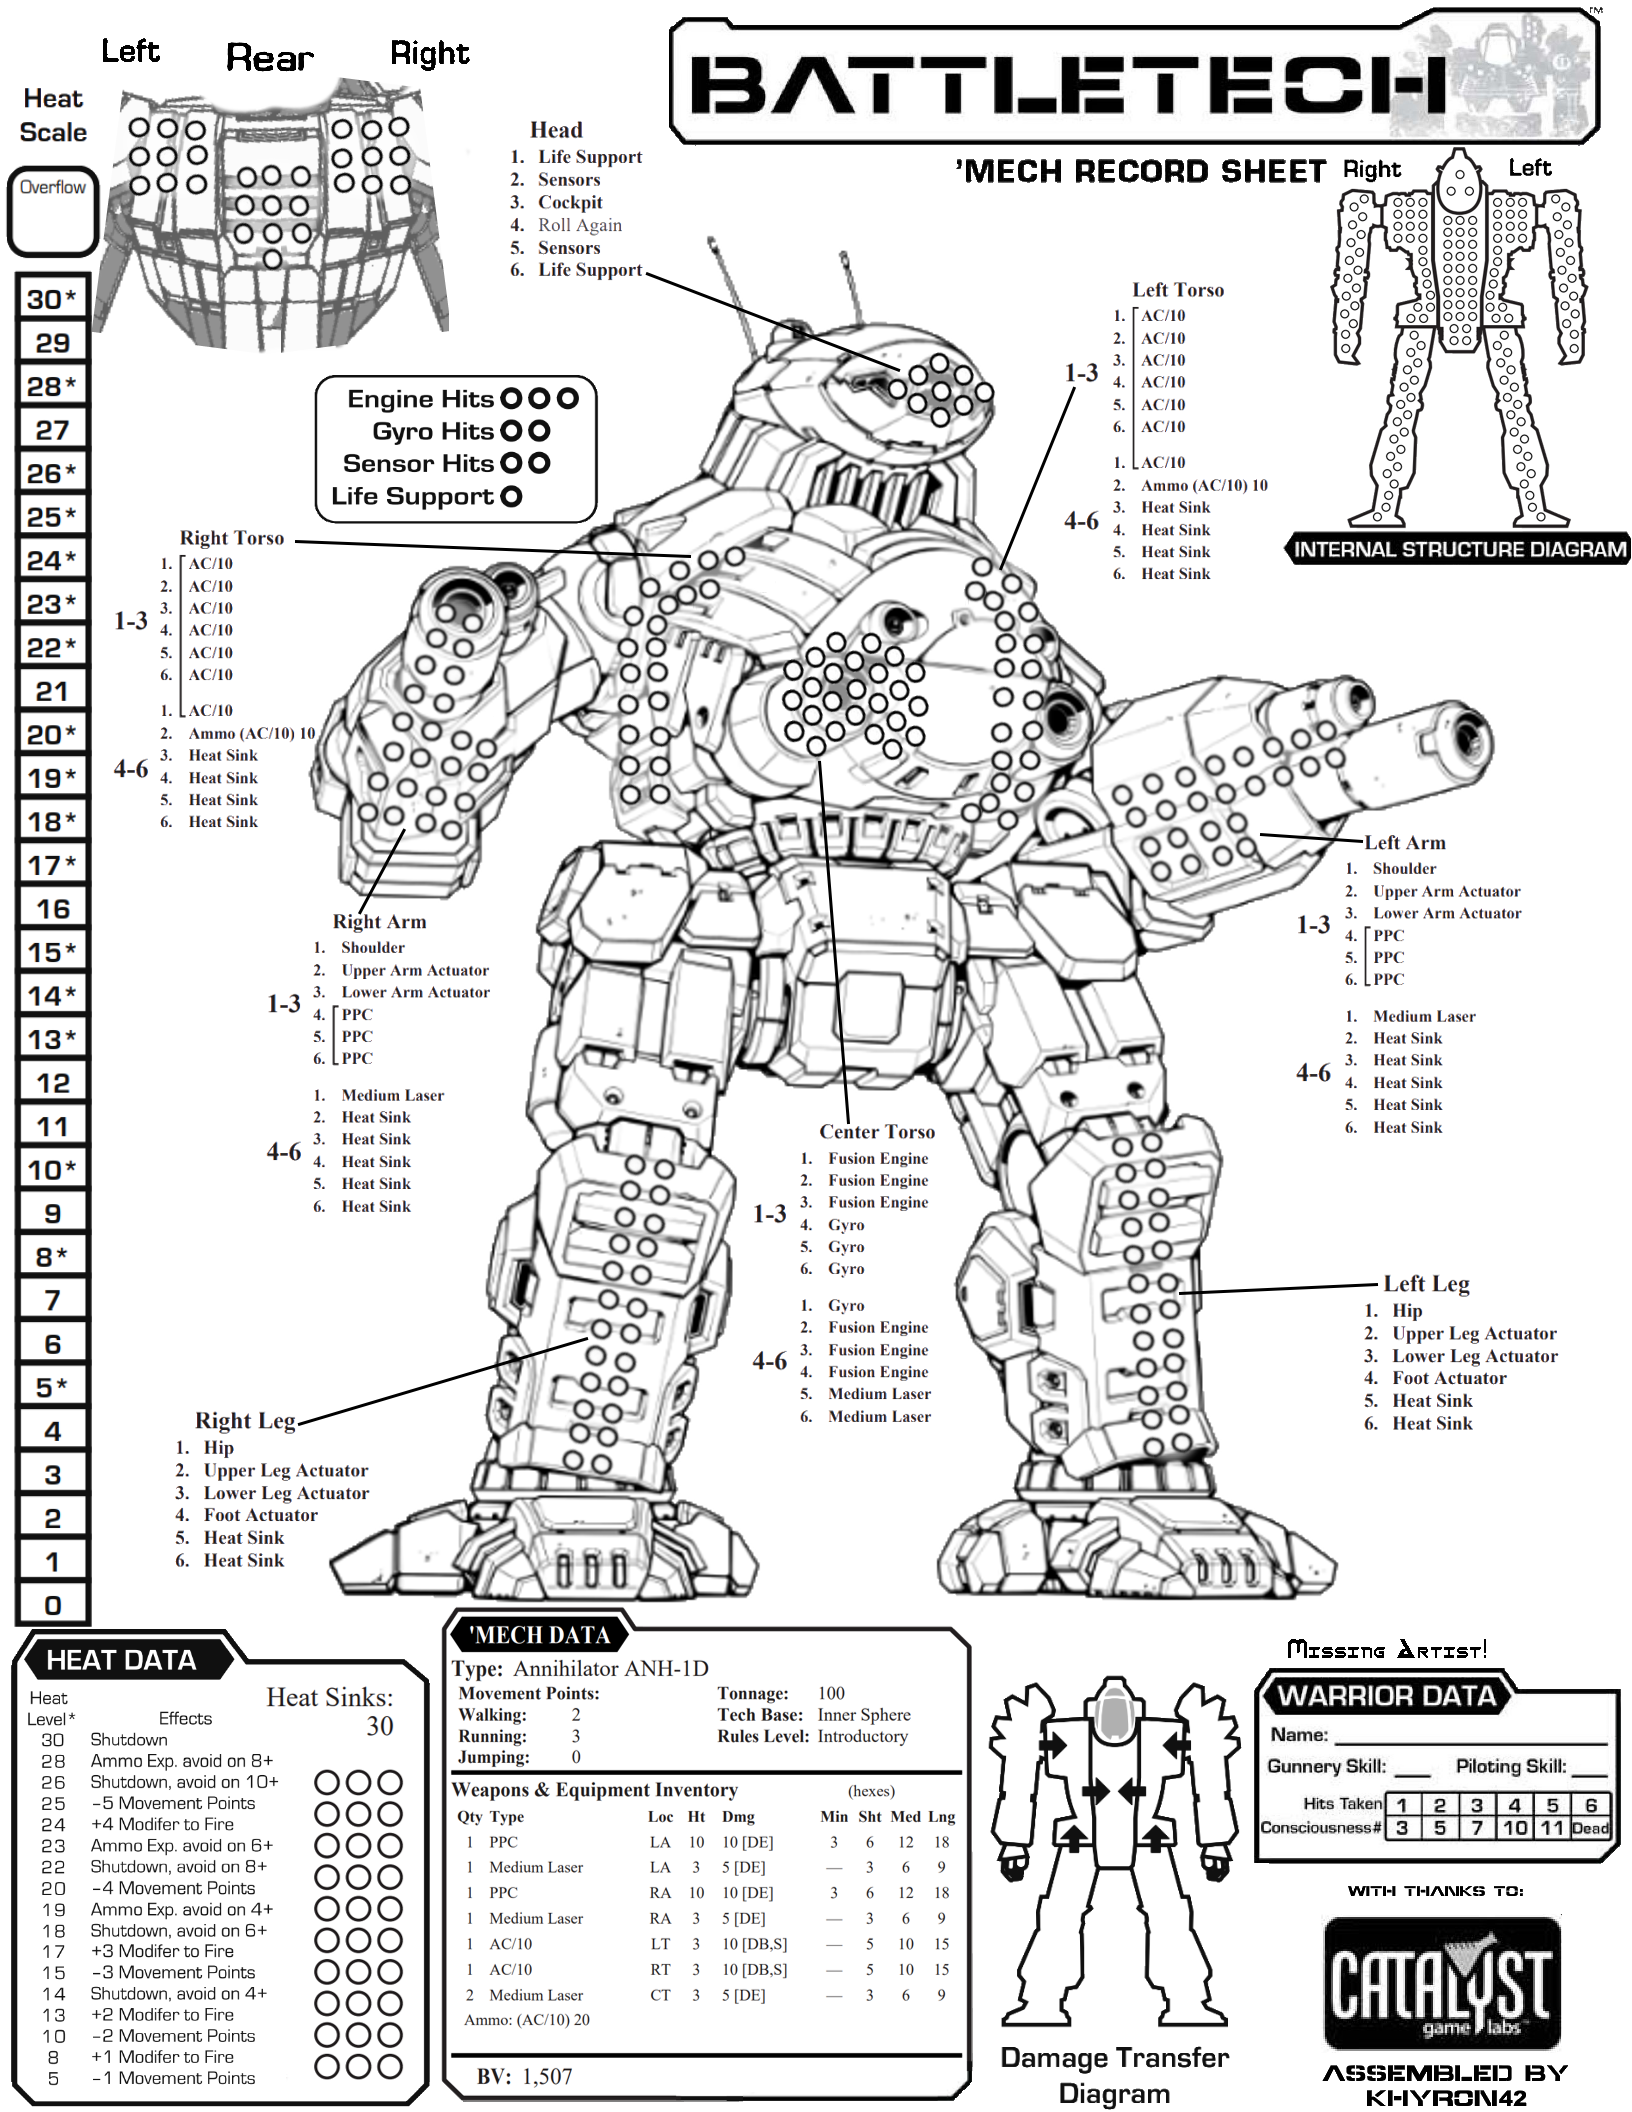 Left Rear Right
BATTLETECH ™
'MECH RECORD SHEET
Right Left
INTERNAL STRUCTURE DIAGRAM
Heat
Scale
Overflow
30*
29
28*
27
26*
25*
24*
23*
22*
21
20*
19*
18*
17*
16
15*
14*
13*
12
11
10*
9
8*
7
6
5*
4
3
2
1
0
Head
1. Life Support
2. Sensors
3. Cockpit
4. Roll Again
5. Sensors
6. Life Support
Engine Hits
Gyro Hits
Sensor Hits
Life Support
Left Torso
1-3
1. AC/10
2. AC/10
3. AC/10
4. AC/10
5. AC/10
6. AC/10
4-6
1. AC/10
2. Ammo (AC/10) 10
3. Heat Sink
4. Heat Sink
5. Heat Sink
6. Heat Sink
Right Torso
1-3
1. AC/10
2. AC/10
3. AC/10
4. AC/10
5. AC/10
6. AC/10
4-6
1. AC/10
2. Ammo (AC/10) 10
3. Heat Sink
4. Heat Sink
5. Heat Sink
6. Heat Sink
Left Arm
1-3
1. Shoulder
2. Upper Arm Actuator
3. Lower Arm Actuator
4. PPC
5. PPC
6. PPC
4-6
1. Medium Laser
2. Heat Sink
3. Heat Sink
4. Heat Sink
5. Heat Sink
6. Heat Sink
Right Arm
1-3
1. Shoulder
2. Upper Arm Actuator
3. Lower Arm Actuator
4. PPC
5. PPC
6. PPC
4-6
1. Medium Laser
2. Heat Sink
3. Heat Sink
4. Heat Sink
5. Heat Sink
6. Heat Sink
Center Torso
1-3
1. Fusion Engine
2. Fusion Engine
3. Fusion Engine
4. Gyro
5. Gyro
6. Gyro
4-6
1. Gyro
2. Fusion Engine
3. Fusion Engine
4. Fusion Engine
5. Medium Laser
6. Medium Laser
Left Leg
1. Hip
2. Upper Leg Actuator
3. Lower Leg Actuator
4. Foot Actuator
5. Heat Sink
6. Heat Sink
Right Leg
1. Hip
2. Upper Leg Actuator
3. Lower Leg Actuator
4. Foot Actuator
5. Heat Sink
6. Heat Sink
HEAT DATA
Heat
Level* Effects
Heat Sinks:
30
30 Shutdown
28 Ammo Exp. avoid on 8+
26 Shutdown, avoid on 10+
25 -5 Movement Points
24 +4 Modifer to Fire
23 Ammo Exp. avoid on 6+
22 Shutdown, avoid on 8+
20 -4 Movement Points
19 Ammo Exp. avoid on 4+
18 Shutdown, avoid on 6+
17 +3 Modifer to Fire
15 -3 Movement Points
14 Shutdown, avoid on 4+
13 +2 Modifer to Fire
10 -2 Movement Points
8 +1 Modifer to Fire
5 -1 Movement Points
'MECH DATA
Type: Annihilator ANH-1D
Movement Points: Tonnage: 100
Walking: 2 Tech Base: Inner Sphere
Running: 3 Rules Level: Introductory
Jumping: 0
Weapons & Equipment Inventory (hexes)
Qty Type Loc Ht Dmg Min Sht Med Lng
1 PPC LA 10 10 [DE] 3 6 12 18
1 Medium Laser LA 3 5 [DE] — 3 6 9
1 PPC RA 10 10 [DE] 3 6 12 18
1 Medium Laser RA 3 5 [DE] — 3 6 9
1 AC/10 LT 3 10 [DB,S] — 5 10 15
1 AC/10 RT 3 10 [DB,S] — 5 10 15
2 Medium Laser CT 3 5 [DE] — 3 6 9
Ammo: (AC/10) 20
BV: 1,507
Damage Transfer
Diagram
Missing Artist!
WARRIOR DATA
Name:
Gunnery Skill: Piloting Skill:
Hits Taken 1 2 3 4 5 6
Consciousness# 3 5 7 10 11 Dead
WITH THANKS TO:
CATALYST
game labs
ASSEMBLED BY
KHYRON42